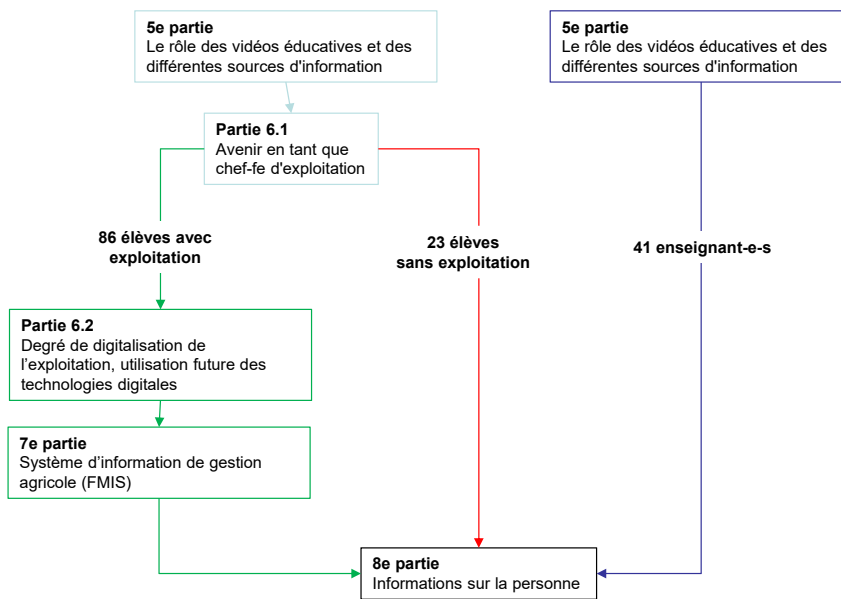 5e partie
Le rôle des vidéos éducatives et des
différentes sources d'information
5e partie
Le rôle des vidéos éducatives et des
différentes sources d'information
Partie 6.1
Avenir en tant que
chef-fe d'exploitation
86 élèves avec
exploitation
23 élèves
sans exploitation
41 enseignant-e-s
Partie 6.2
Degré de digitalisation de
l’exploitation, utilisation future des
technologies digitales
7e partie
Système d’information de gestion
agricole (FMIS)
8e partie
Informations sur la personne